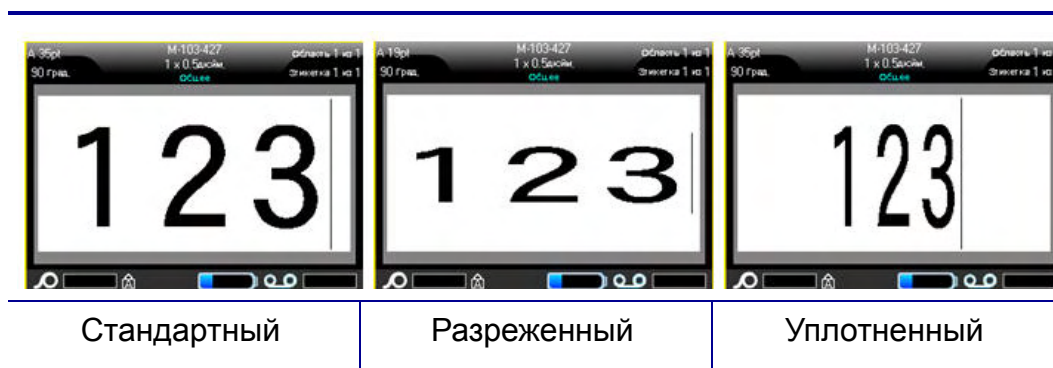 A 35pt
M-103-427
Область 1 из 1
90 Град.
1 x 0.5дюйм,
Общее
Этикетка 1 из 1
123
A 19pt
M-103-427
Область 1 из 1
90 Град.
1 x 0.5дюйм,
Общее
Этикетка 1 из 1
1 2 3
A 35pt
M-103-427
Область 1 из
90 Град.
1 x 0.5дюйм,
Общее
Этикетка 1 из
123
Стандартный
Разреженный
Уплотненный